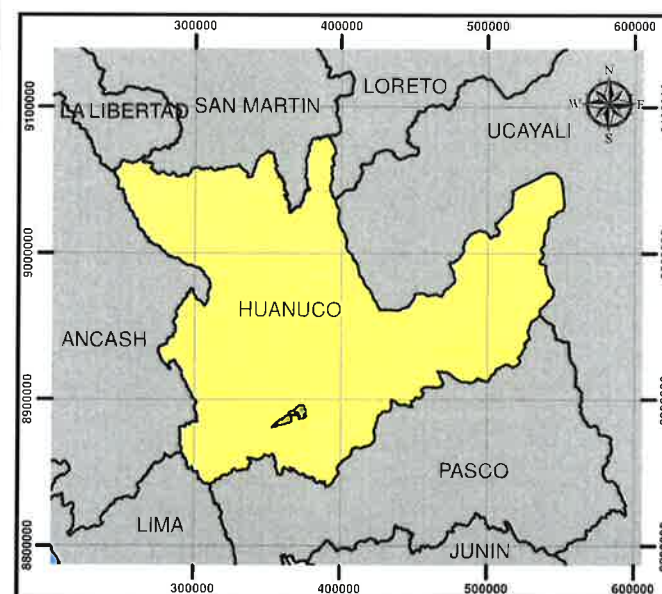 300000 400000 500000 600000
LORETO
LA LIBERTAD SAN MARTIN
UCAYALI
N
W E
S
9100000
9000000
HUANUCO
ANCASH
8900000
PASCO
LIMA
JUNIN
8800000
300000 400000 500000 600000